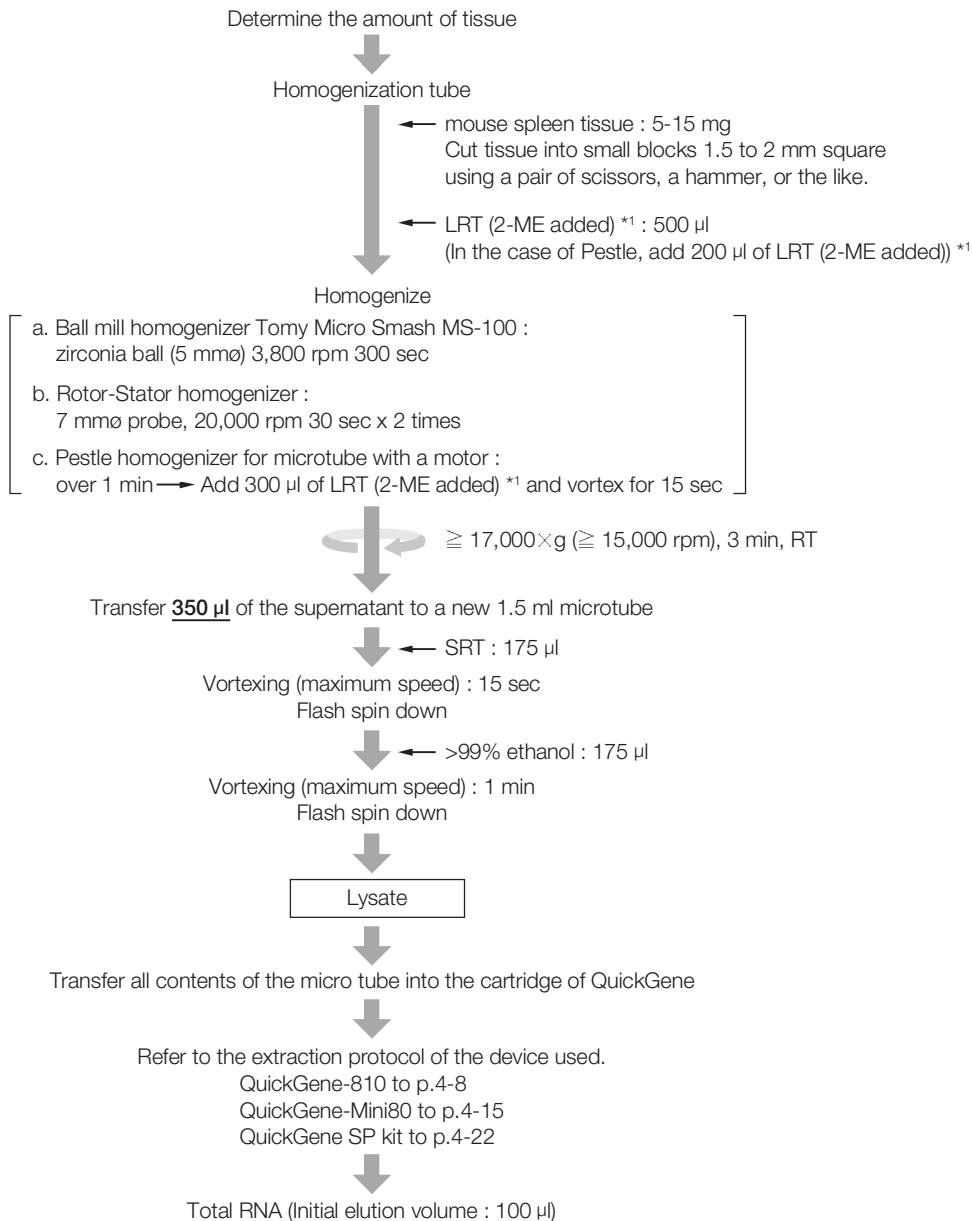 Determine the amount of tissue
Homogenization tube
mouse spleen tissue : 5-15 mg
Cut tissue into small blocks 1.5 to 2 mm square
using a pair of scissors, a hammer, or the like.
LRT (2-ME added) *1 : 500 µl
(In the case of Pestle, add 200 µl of LRT (2-ME added)) *1
Homogenize
a. Ball mill homogenizer Tomy Micro Smash MS-100 :
zirconia ball (5 mmø) 3,800 rpm 300 sec
b. Rotor-Stator homogenizer :
7 mmø probe, 20,000 rpm 30 sec x 2 times
c. Pestle homogenizer for microtube with a motor :
over 1 min → Add 300 µl of LRT (2-ME added) *1 and vortex for 15 sec
≧ 17,000×g (≧ 15,000 rpm), 3 min, RT
Transfer 350 µl of the supernatant to a new 1.5 ml microtube
SRT : 175 µl
Vortexing (maximum speed) : 15 sec
Flash spin down
>99% ethanol : 175 µl
Vortexing (maximum speed) : 1 min
Flash spin down
Lysate
Transfer all contents of the micro tube into the cartridge of QuickGene
Refer to the extraction protocol of the device used.
QuickGene-810 to p.4-8
QuickGene-Mini80 to p.4-15
QuickGene SP kit to p.4-22
Total RNA (Initial elution volume : 100 µl)